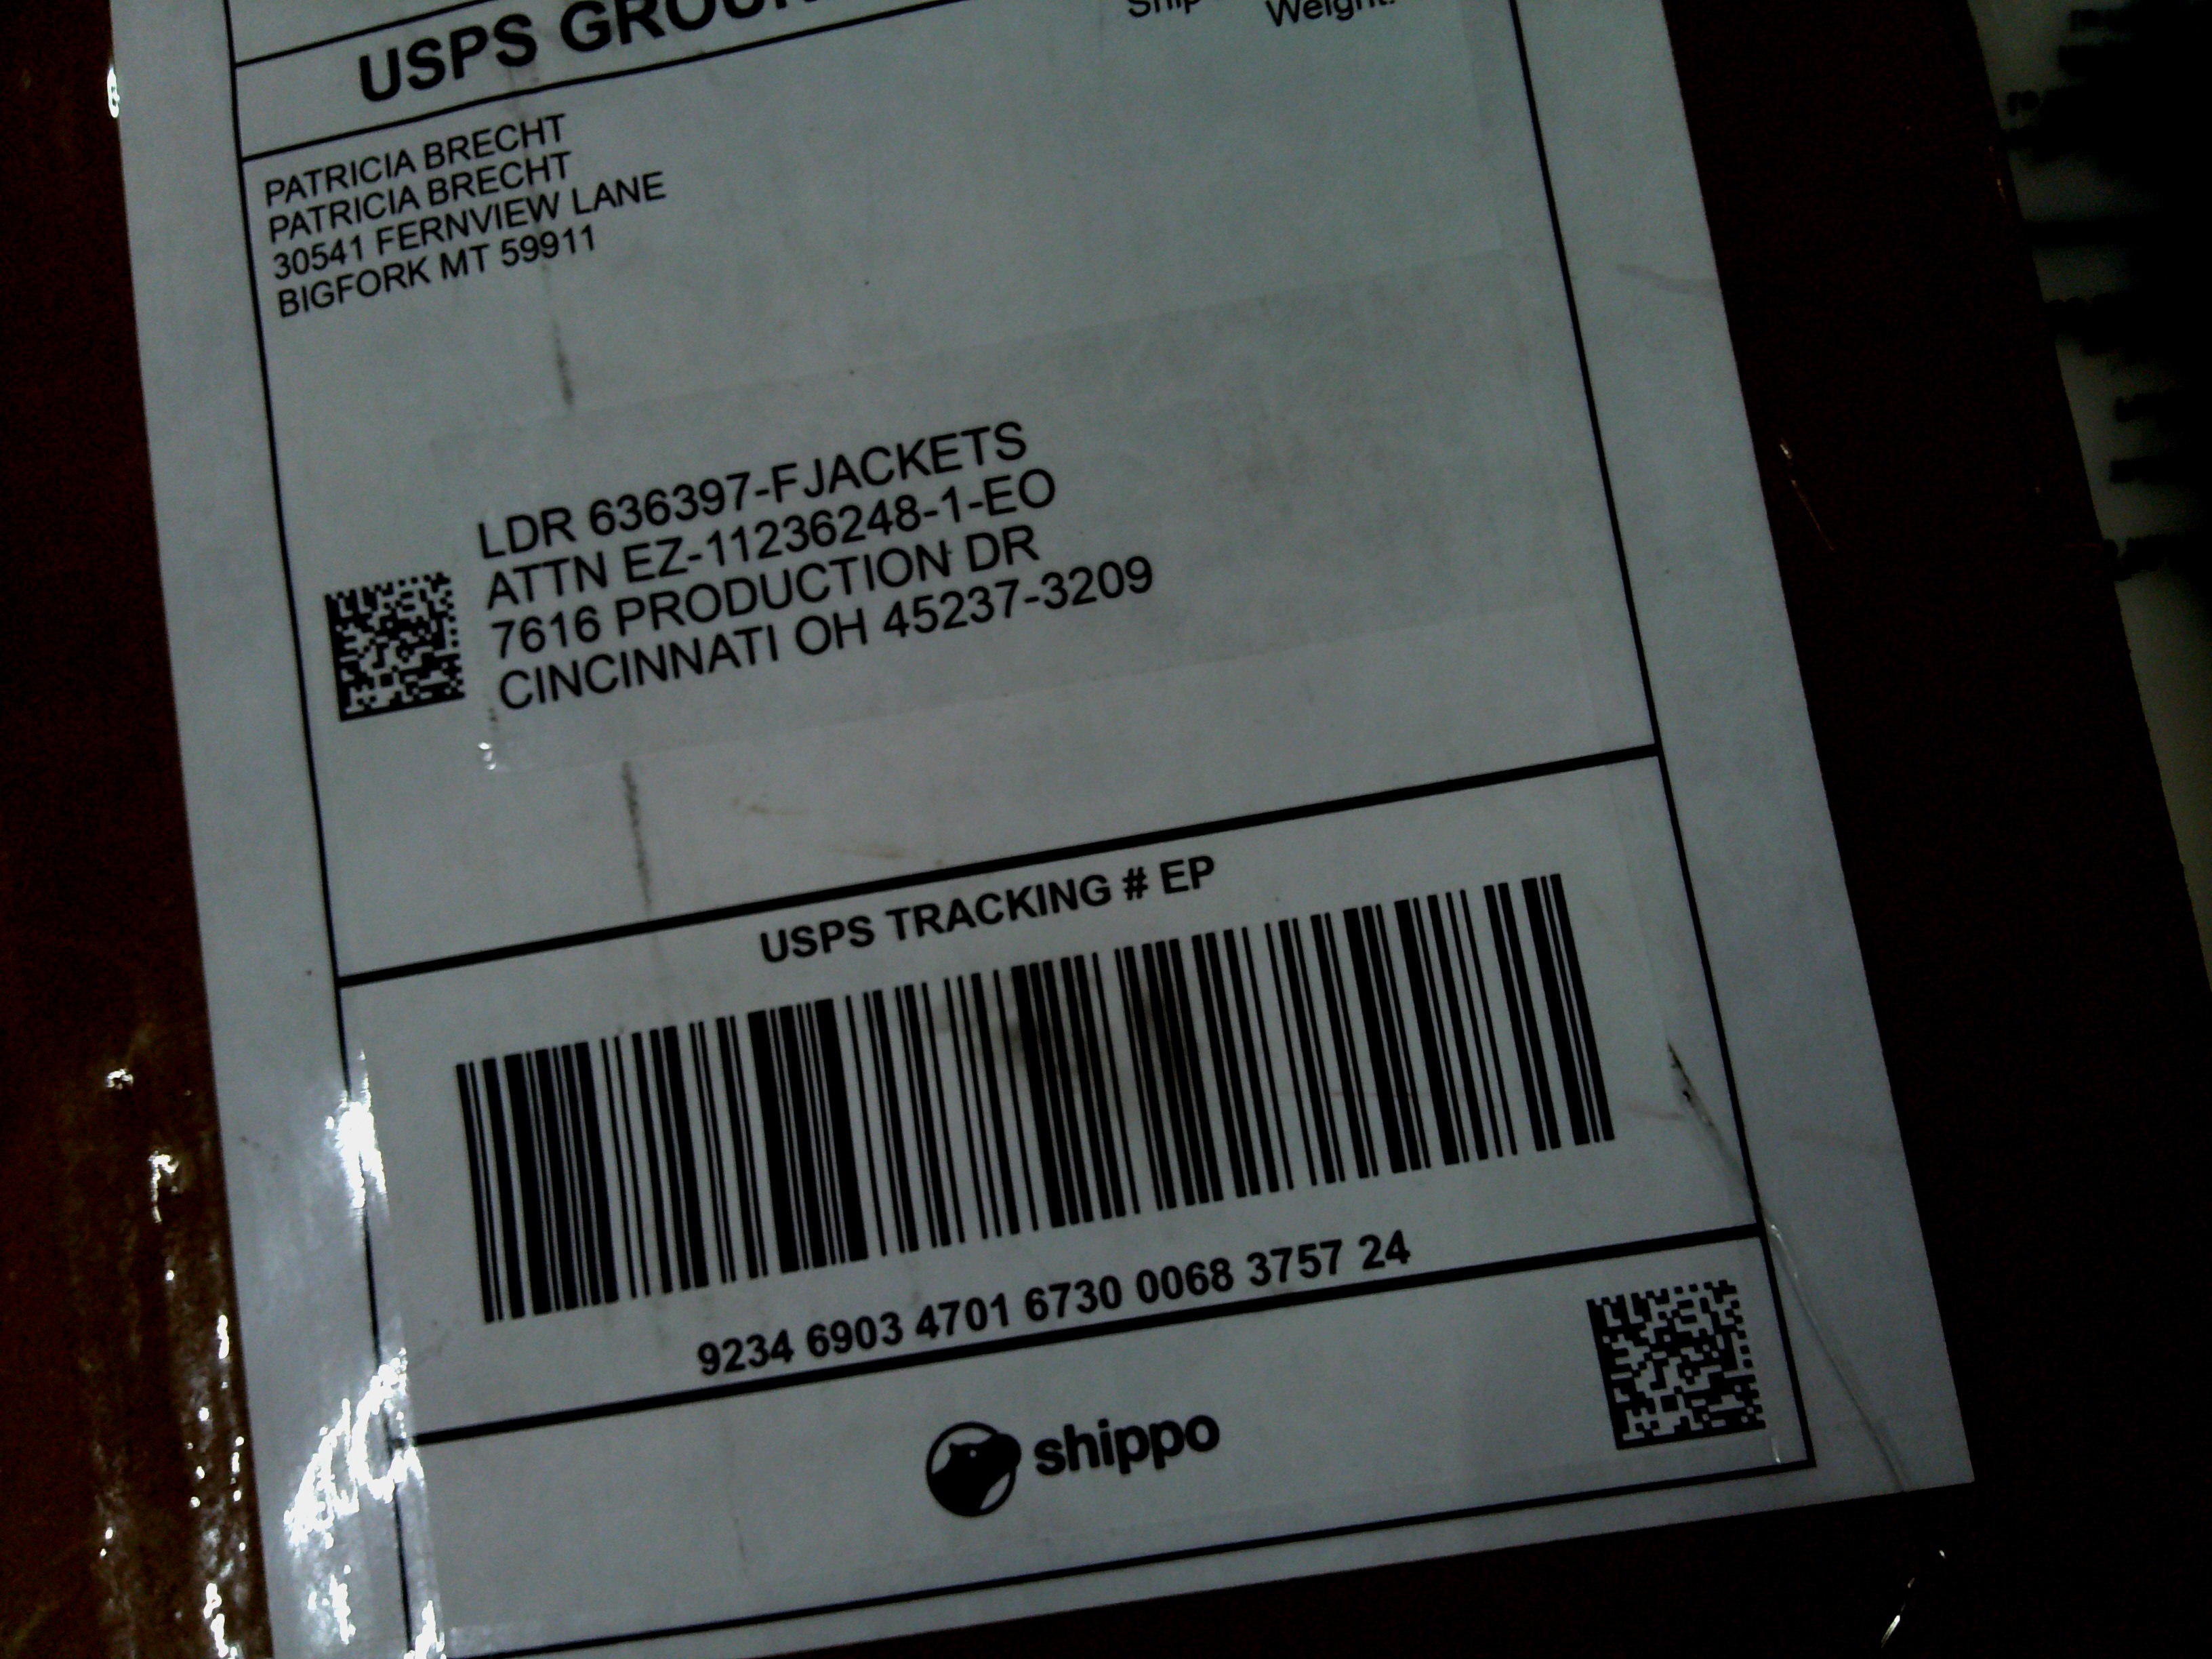 USPS GROUN
Ship
Weight:
PATRICIA BRECHT
PATRICIA BRECHT
30541 FERNVIEW LANE
BIGFORK MT 59911
LDR 636397-FJACKETS
ATTN EZ-11236248-1-EO
7616 PRODUCTION DR
CINCINNATI OH 45237-3209
USPS TRACKING # EP
9234 6903 4701 6730 0068 3757 24
shippo